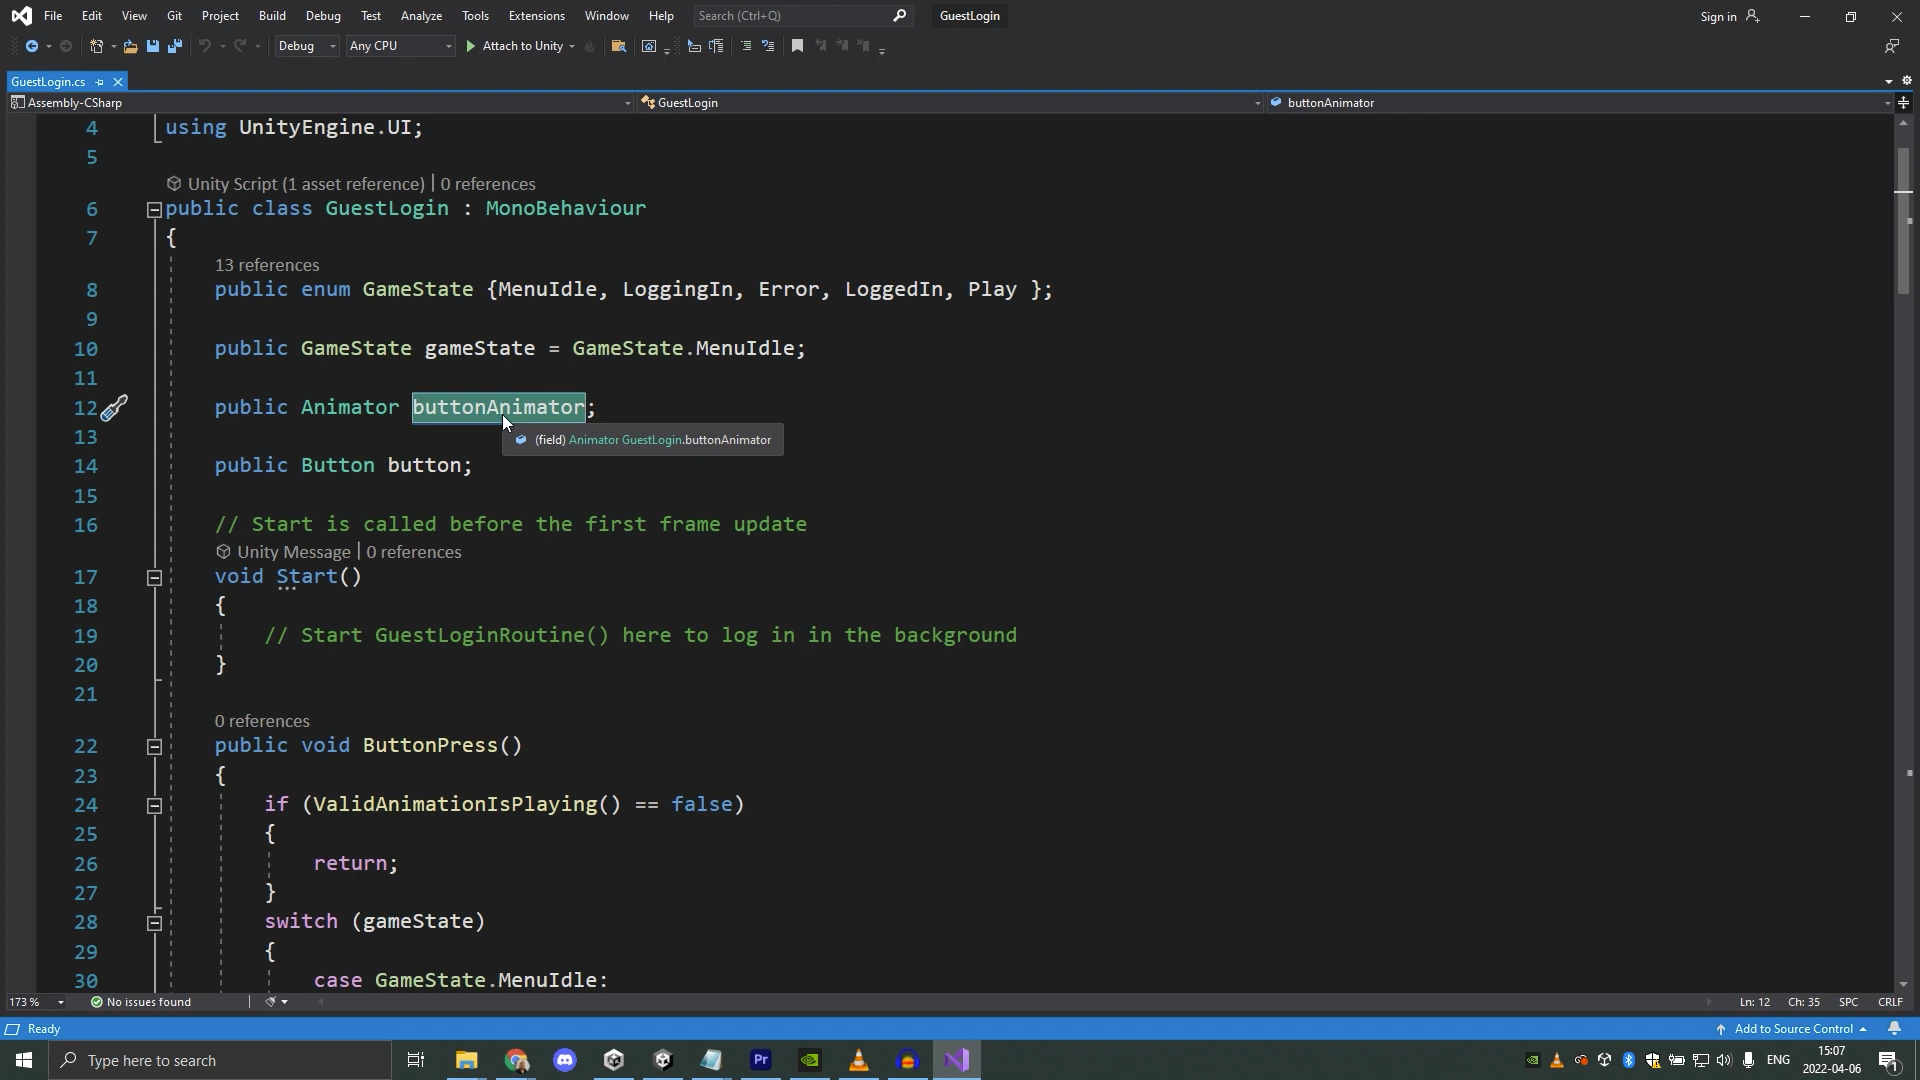 File Edit View Git Project Build Debug Test Analyze Tools Extensions Window Help Search (Ctrl+Q) GuestLogin Sign in
Debug Any CPU Attach to Unity
GuestLogin.cs
Assembly-CSharp GuestLogin buttonAnimator
4 using UnityEngine.UI;
5
Unity Script (1 asset reference) | 0 references
6 public class GuestLogin : MonoBehaviour
7 {
13 references
8 public enum GameState {MenuIdle, LoggingIn, Error, LoggedIn, Play };
9
10 public GameState gameState = GameState.MenuIdle;
11
12 public Animator buttonAnimator;
13
(field) Animator GuestLogin.buttonAnimator
14 public Button button;
15
16 // Start is called before the first frame update
Unity Message | 0 references
17 void Start()
18 {
19 // Start GuestLoginRoutine() here to log in in the background
20 }
21
0 references
22 public void ButtonPress()
23 {
24 if (ValidAnimationIsPlaying() == false)
25 {
26 return;
27 }
28 switch (gameState)
29 {
30 case GameState.MenuIdle:
173 % No issues found Ln: 12 Ch: 35 SPC CRLF
Ready Add to Source Control
Type here to search Pr ENG 15:07
2022-04-06 1